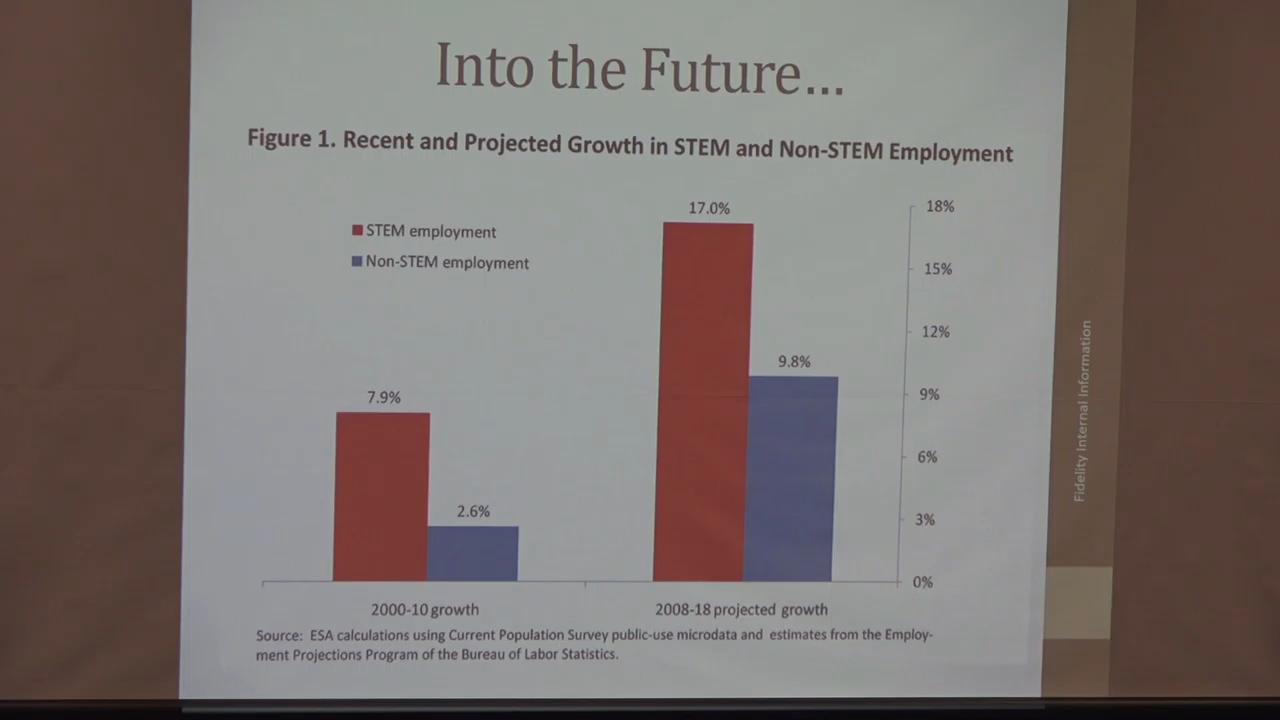 Into the Future...
Figure 1. Recent and Projected Growth in STEM and Non-STEM Employment
STEM employment
Non-STEM employment
7.9%
2.6%
17.0%
9.8%
18%
15%
12%
9%
6%
3%
0%
2000-10 growth
2008-18 projected growth
Source: ESA calculations using Current Population Survey public-use microdata and estimates from the Employ-
ment Projections Program of the Bureau of Labor Statistics.
Fidelity Internal Information